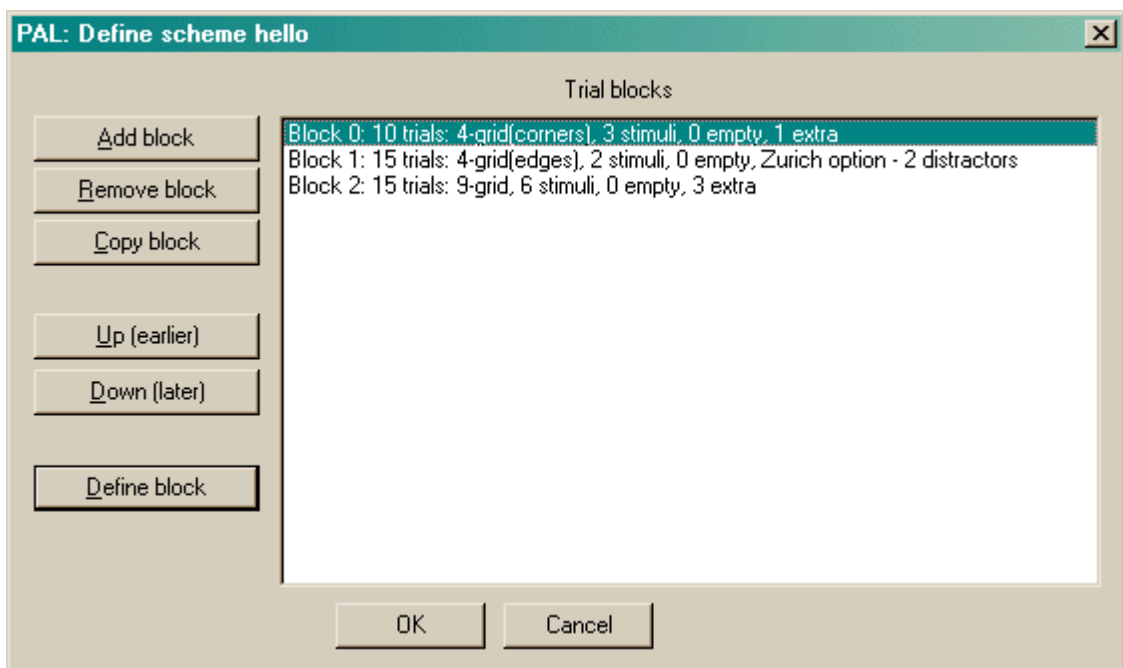 PAL: Define scheme hello
Trial blocks
Add block
Remove block
Copy block
Up (earlier)
Down (later)
Define block
Block 0: 10 trials: 4-grid(corners), 3 stimuli, 0 empty, 1 extra
Block 1: 15 trials: 4-grid(edges), 2 stimuli, 0 empty, Zurich option - 2 distractors
Block 2: 15 trials: 9-grid, 6 stimuli, 0 empty, 3 extra
OK
Cancel